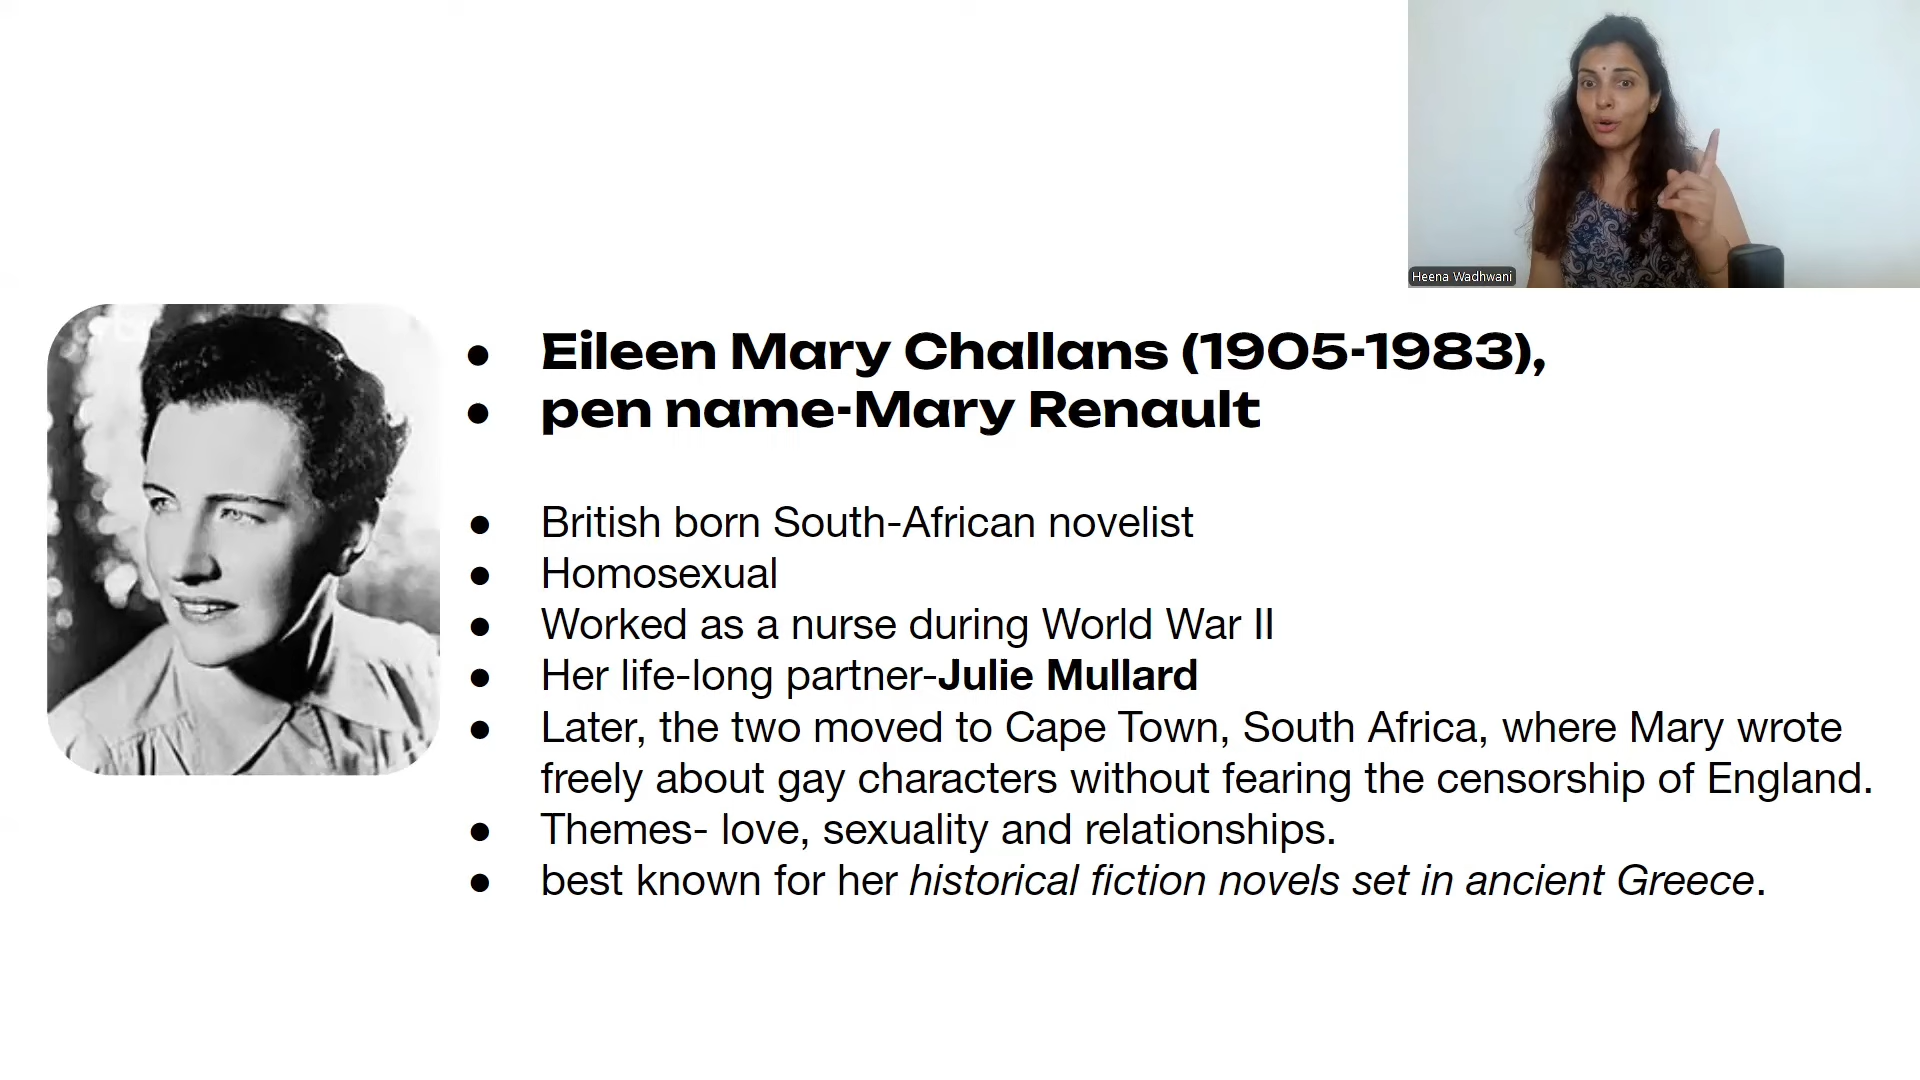 Heena Wadhwani
● Eileen Mary Challans (1905-1983),
● pen name-Mary Renault
● British born South-African novelist
● Homosexual
● Worked as a nurse during World War II
● Her life-long partner-Julie Mullard
● Later, the two moved to Cape Town, South Africa, where Mary wrote
freely about gay characters without fearing the censorship of England.
● Themes- love, sexuality and relationships.
● best known for her historical fiction novels set in ancient Greece.